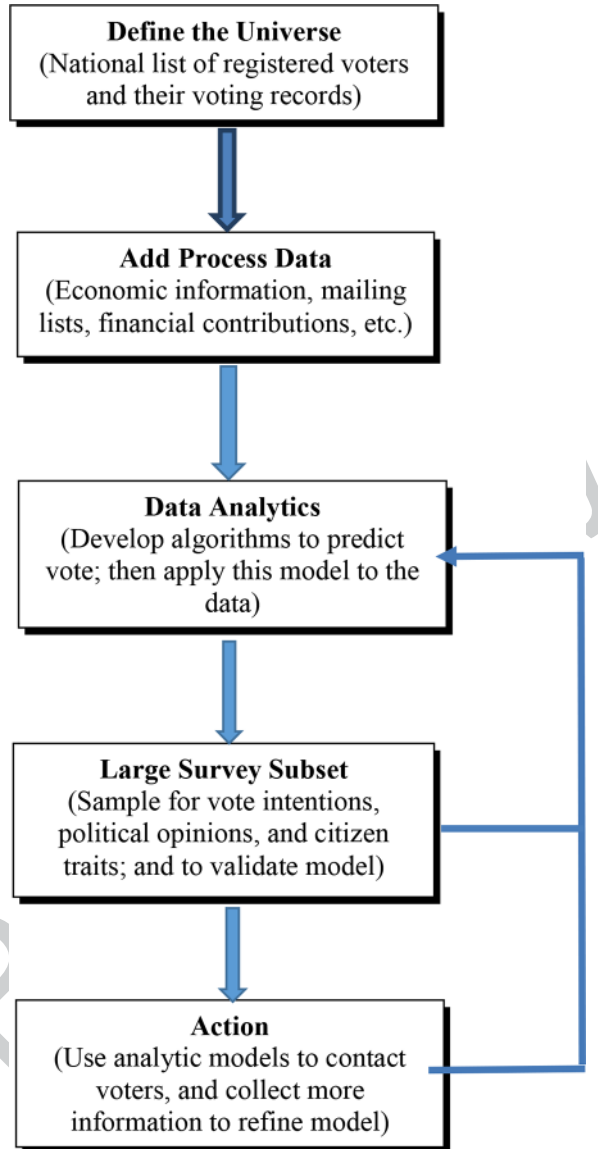 Define the Universe
(National list of registered voters
and their voting records)
Add Process Data
(Economic information, mailing
lists, financial contributions, etc.)
Data Analytics
(Develop algorithms to predict
vote; then apply this model to the
data)
Large Survey Subset
(Sample for vote intentions,
political opinions, and citizen
traits; and to validate model)
Action
(Use analytic models to contact
voters, and collect more
information to refine model)